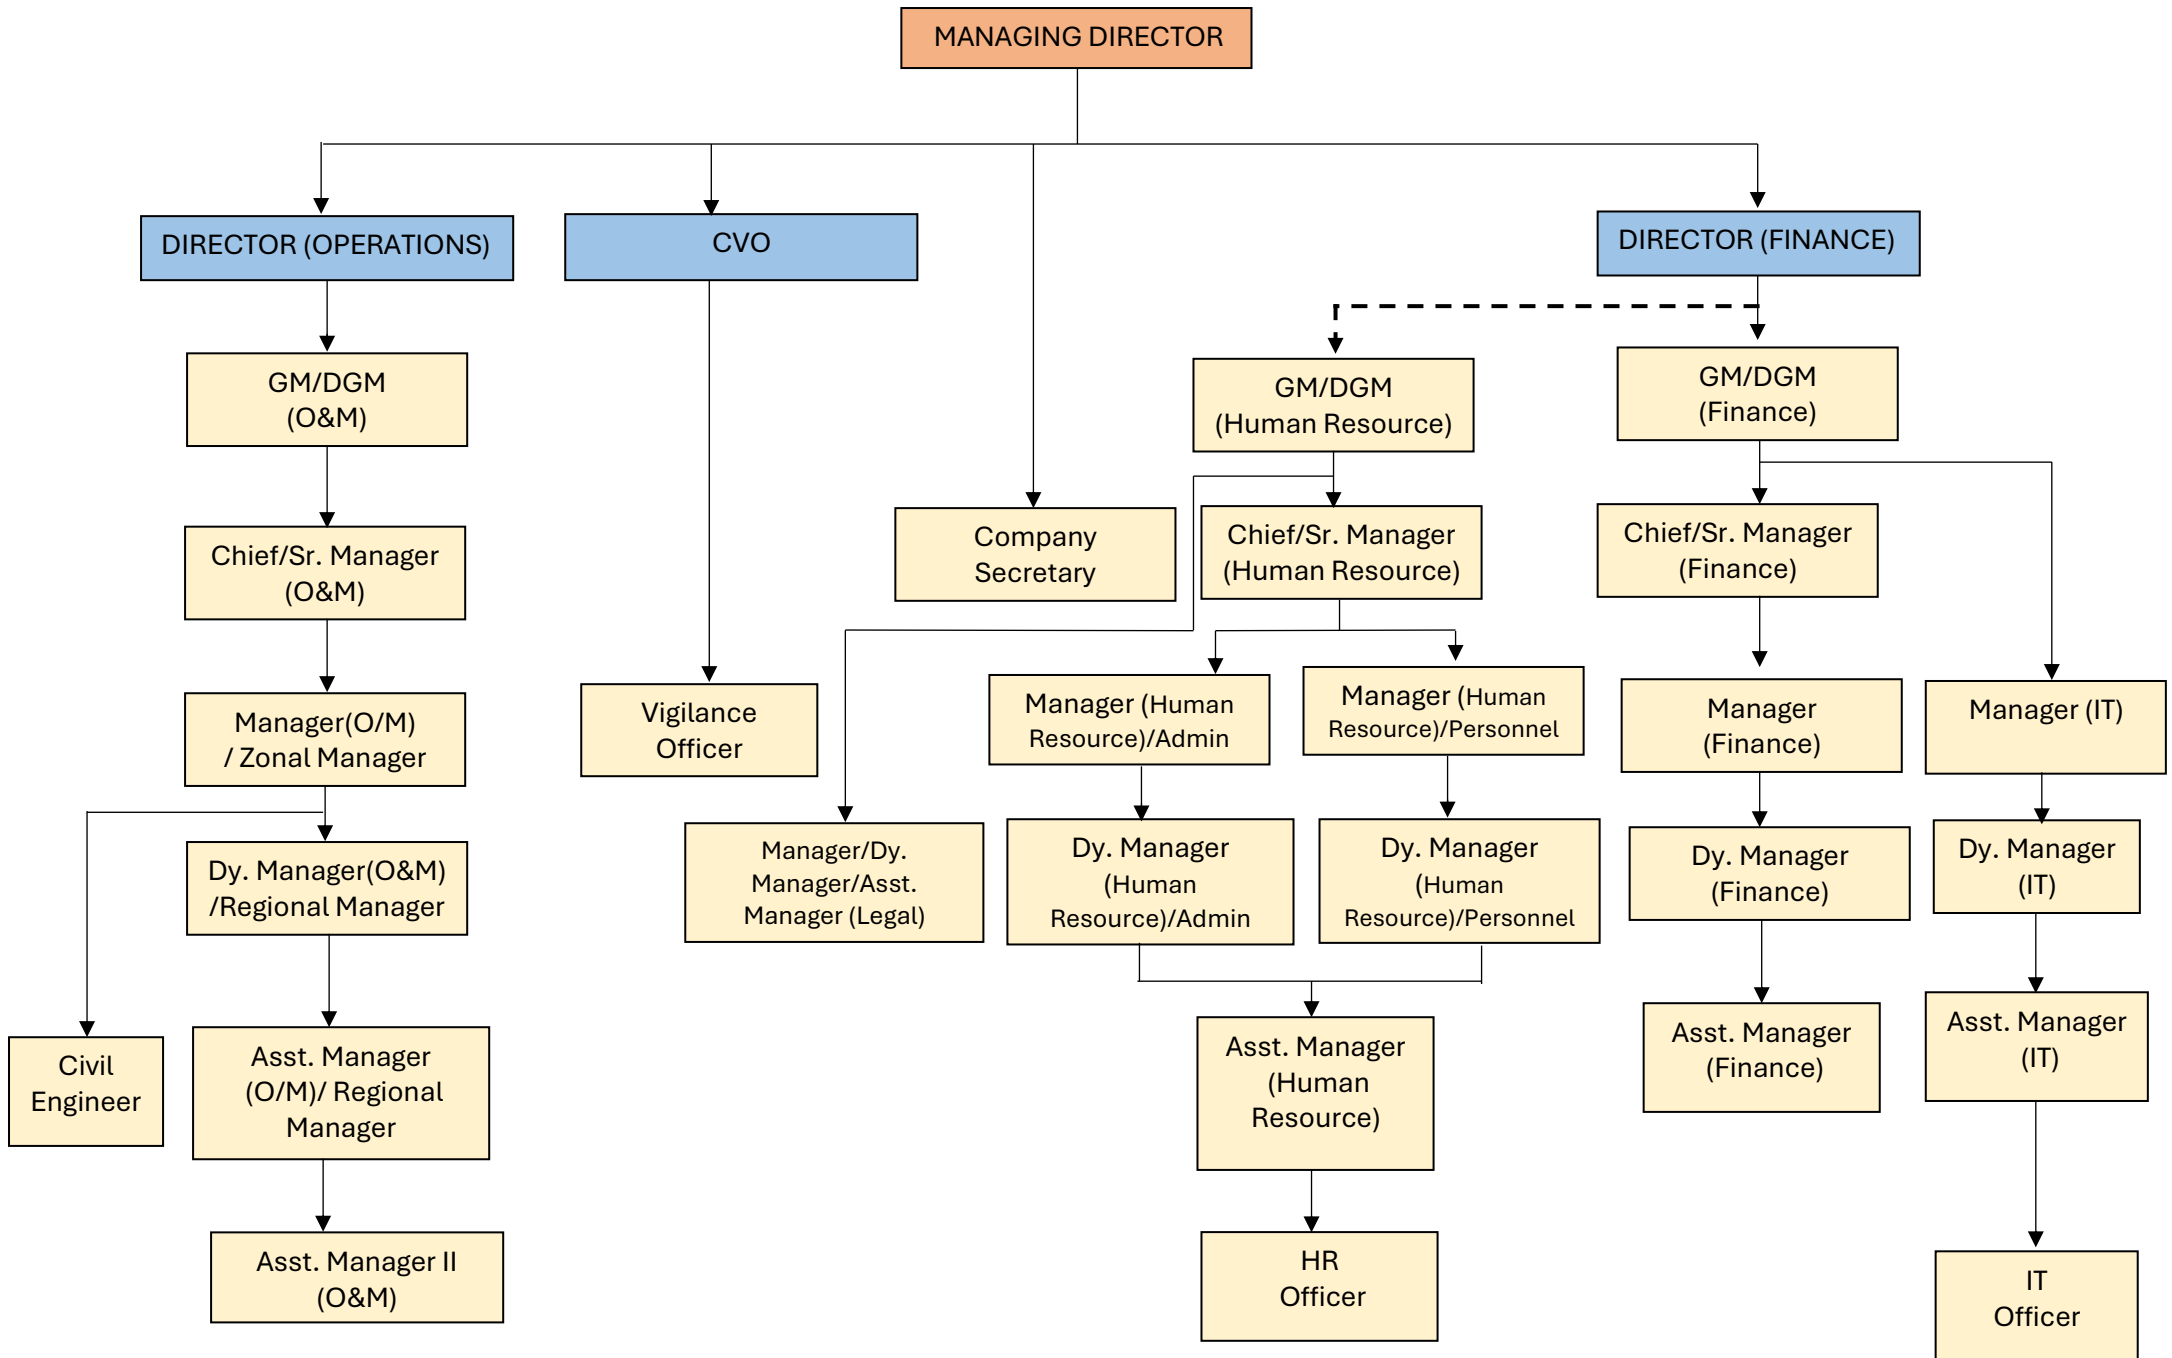 MANAGING DIRECTOR
DIRECTOR (OPERATIONS)
CVO
DIRECTOR (FINANCE)
GM/DGM
(O&M)
GM/DGM
(Human Resource)
GM/DGM
(Finance)
Chief/Sr. Manager
(O&M)
Company
Secretary
Chief/Sr. Manager
(Human Resource)
Chief/Sr. Manager
(Finance)
Manager(O/M)
/ Zonal Manager
Vigilance
Officer
Manager (Human
Resource)/Admin
Manager (Human
Resource)/Personnel
Manager
(Finance)
Manager (IT)
Dy. Manager(O&M)
/Regional Manager
Manager/Dy.
Manager/Asst.
Manager (Legal)
Dy. Manager
(Human
Resource)/Admin
Dy. Manager
(Human
Resource)/Personnel
Dy. Manager
(Finance)
Dy. Manager
(IT)
Civil
Engineer
Asst. Manager
(O/M)/ Regional
Manager
Asst. Manager
(Human
Resource)
Asst. Manager
(Finance)
Asst. Manager
(IT)
Asst. Manager II
(O&M)
HR
Officer
IT
Officer